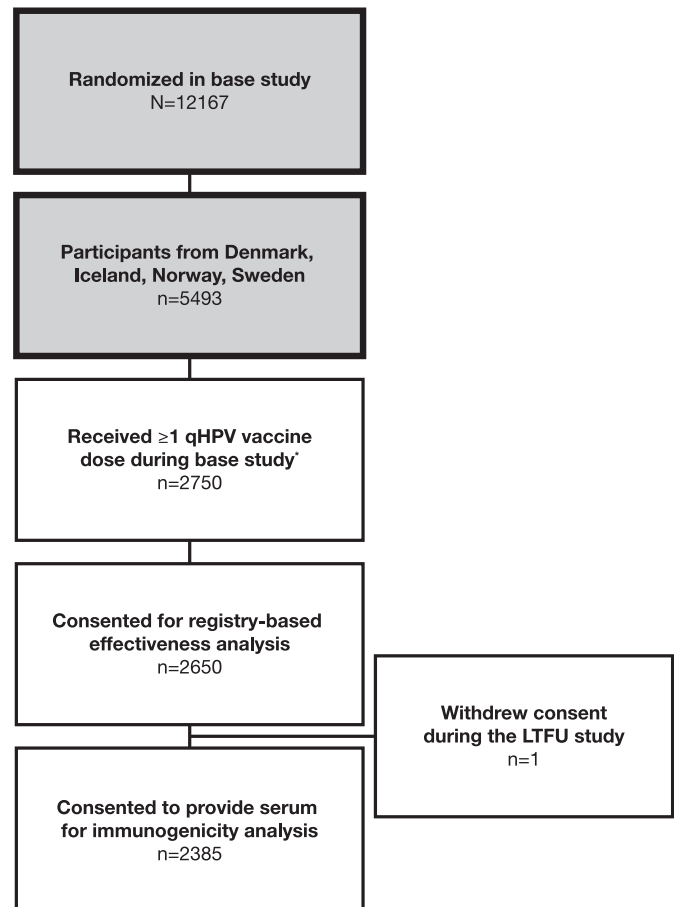 Randomized in base study
N=12167
Participants from Denmark,
Iceland, Norway, Sweden
n=5493
Received ≥1 qHPV vaccine
dose during base study*
n=2750
Consented for registry-based
effectiveness analysis
n=2650
Withdrew consent
during the LTFU study
n=1
Consented to provide serum
for immunogenicity analysis
n=2385